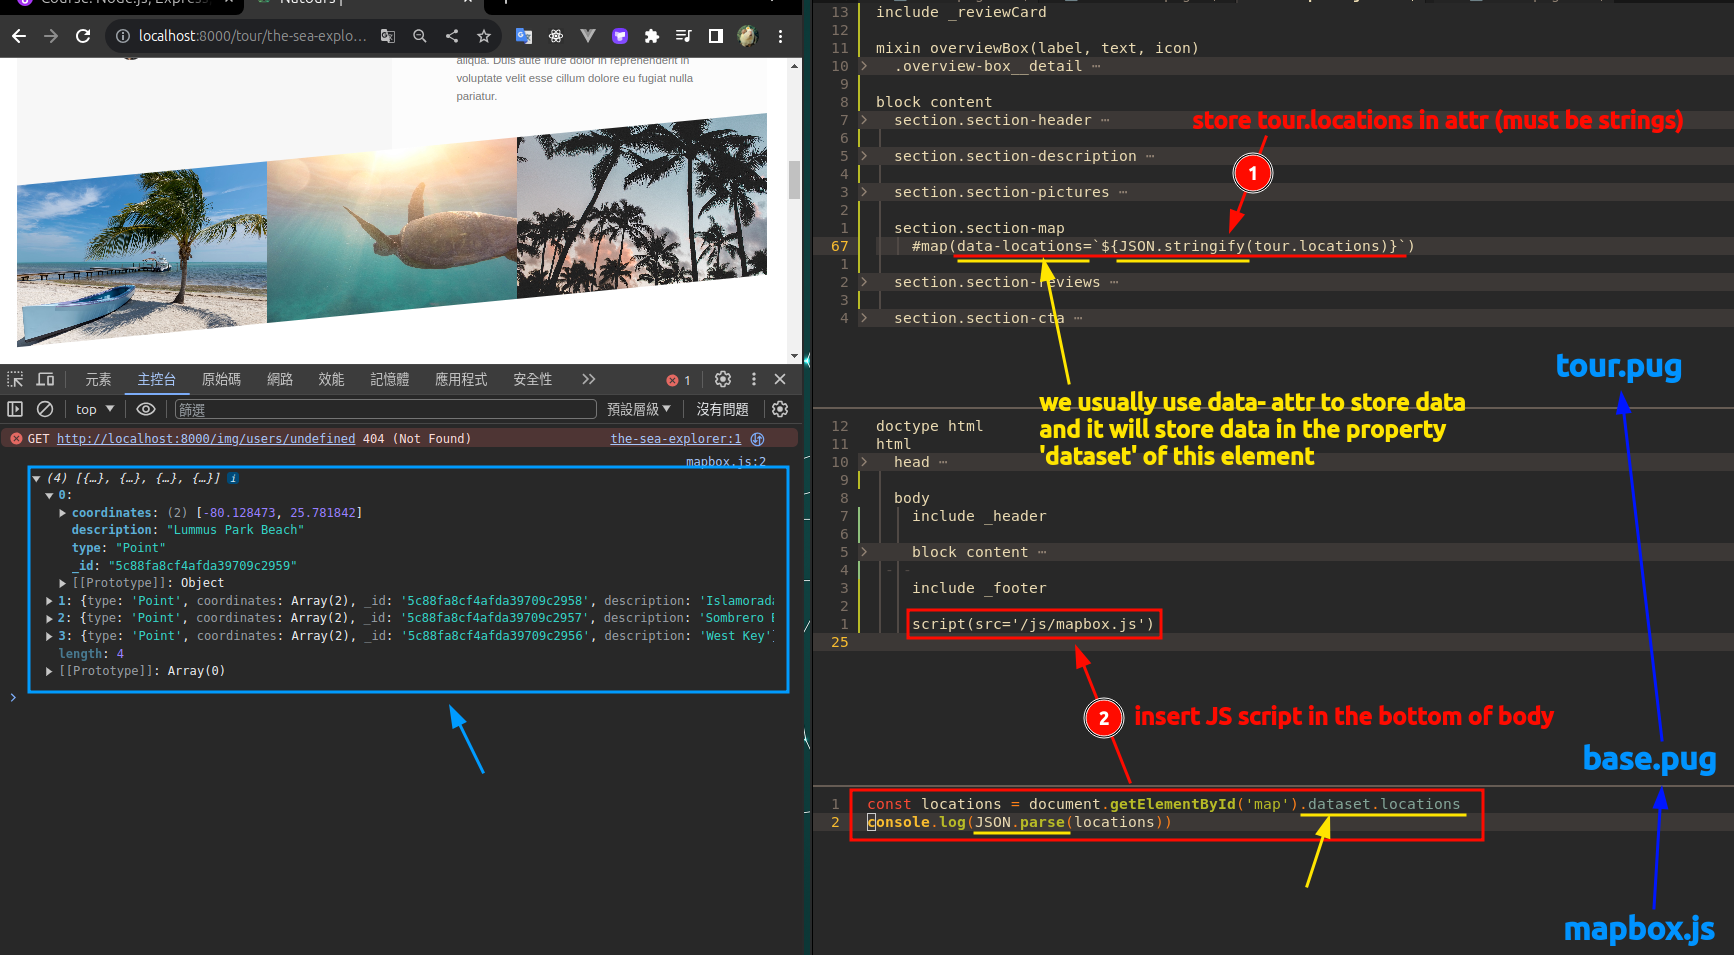 Course: Node.js, Express,
Natours |
localhost:8000/tour/the-sea-explo...
aliqua. Duis aute irure dolor in reprehenderit in
voluptate velit esse cillum dolore eu fugiat nulla
pariatur.
元素 主控台 原始碼 網路 效能 記憶體 應用程式 安全性 1
top 篩選 預設層級 沒有問題
GET http://localhost:8000/img/users/undefined 404 (Not Found) the-sea-explorer:1
mapbox.js:2
(4) [{…}, {…}, {…}, {…}] i
0:
coordinates: (2) [-80.128473, 25.781842]
description: "Lummus Park Beach"
type: "Point"
_id: "5c88fa8cf4afda39709c2959"
[[Prototype]]: Object
1: {type: 'Point', coordinates: Array(2), _id: '5c88fa8cf4afda39709c2958', description: 'Islamorada
2: {type: 'Point', coordinates: Array(2), _id: '5c88fa8cf4afda39709c2957', description: 'Sombrero B
3: {type: 'Point', coordinates: Array(2), _id: '5c88fa8cf4afda39709c2956', description: 'West Key'}
length: 4
[[Prototype]]: Array(0)
13 include _reviewCard
12
11 mixin overviewBox(label, text, icon)
10 .overview-box__detail ⋯
9
8 block content
7 section.section-header ⋯
6
5 section.section-description ⋯
4
3 section.section-pictures ⋯
2
1 section.section-map
67 #map(data-locations=`${JSON.stringify(tour.locations)}`)
1
2 section.section-reviews ⋯
3
4 section.section-cta ⋯
store tour.locations in attr (must be strings)
1
tour.pug
we usually use data- attr to store data
and it will store data in the property
'dataset' of this element
12 doctype html
11 html
10 head ⋯
9
8 body
7 include _header
6
5 block content ⋯
4
3 include _footer
2
1 script(src='/js/mapbox.js')
25
2 insert JS script in the bottom of body
base.pug
1 const locations = document.getElementById('map').dataset.locations
2 console.log(JSON.parse(locations))
mapbox.js